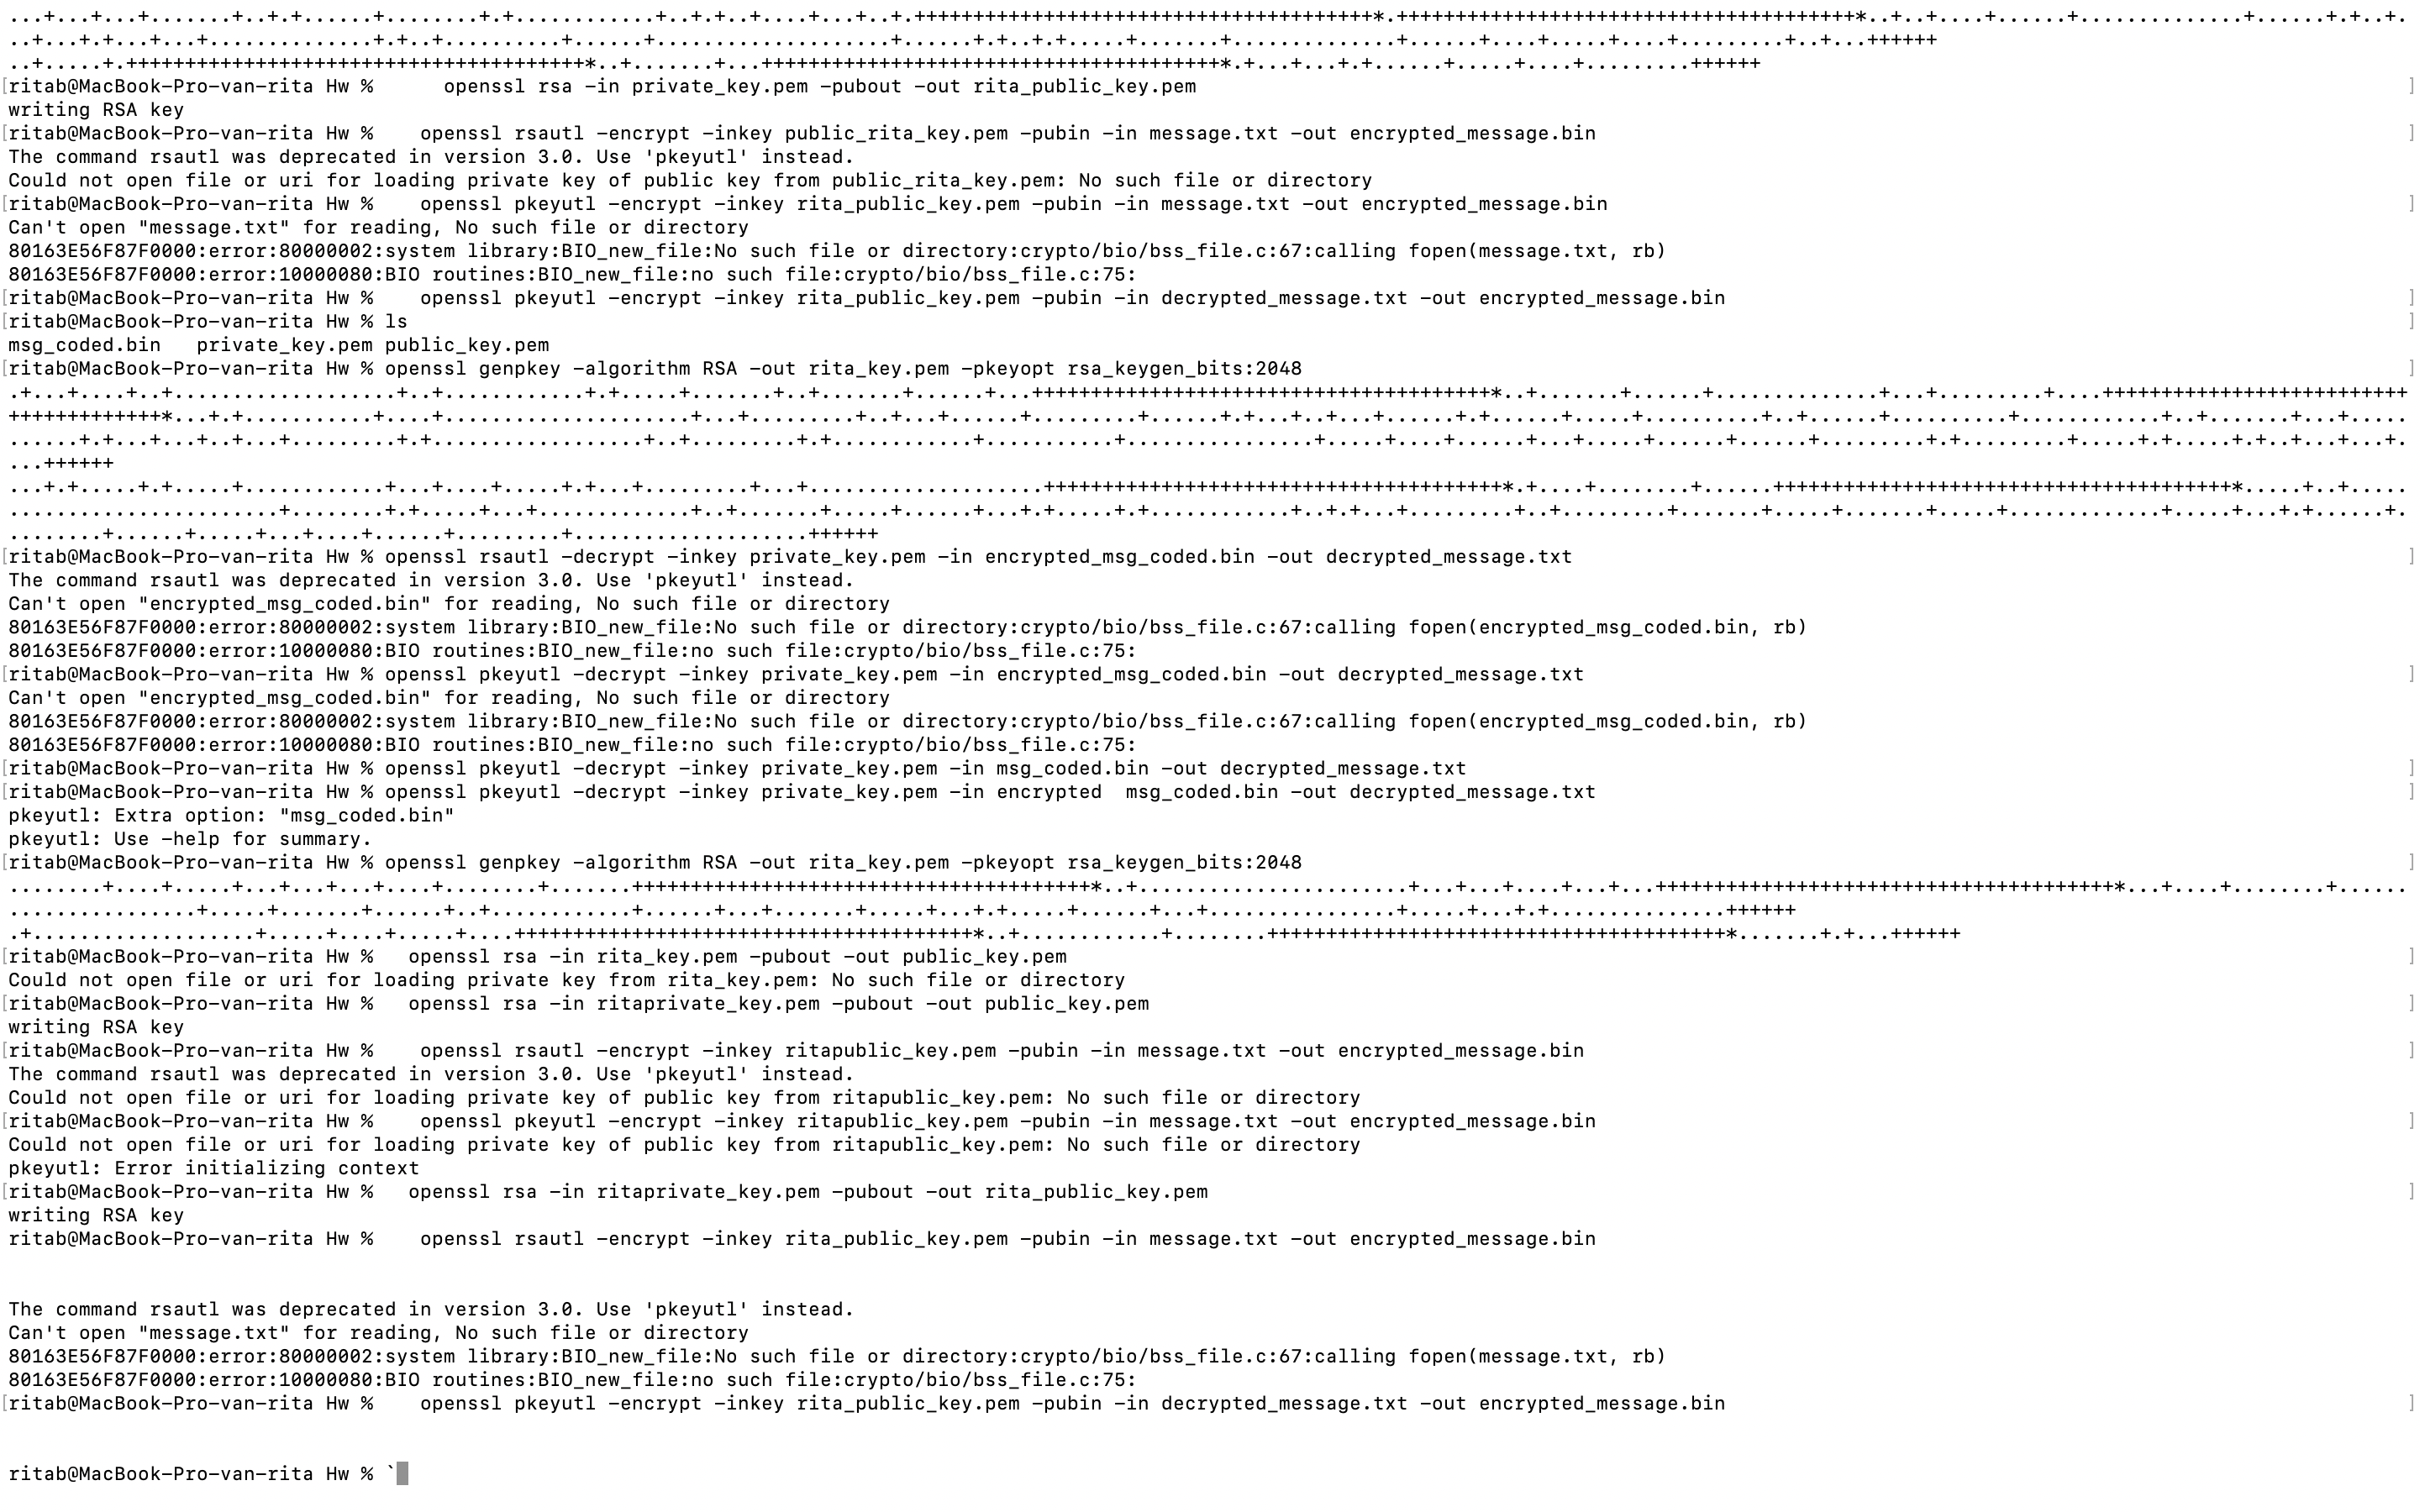 [ritab@MacBook-Pro-van-rita Hw %      openssl rsa -in private_key.pem -pubout -out rita_public_key.pem ]
writing RSA key
[ritab@MacBook-Pro-van-rita Hw %    openssl rsautl -encrypt -inkey public_rita_key.pem -pubin -in message.txt -out encrypted_message.bin ]
The command rsautl was deprecated in version 3.0. Use 'pkeyutl' instead.
Could not open file or uri for loading private key of public key from public_rita_key.pem: No such file or directory
[ritab@MacBook-Pro-van-rita Hw %    openssl pkeyutl -encrypt -inkey rita_public_key.pem -pubin -in message.txt -out encrypted_message.bin ]
Can't open "message.txt" for reading, No such file or directory
80163E56F87F0000:error:80000002:system library:BIO_new_file:No such file or directory:crypto/bio/bss_file.c:67:calling fopen(message.txt, rb)
80163E56F87F0000:error:10000080:BIO routines:BIO_new_file:no such file:crypto/bio/bss_file.c:75:
[ritab@MacBook-Pro-van-rita Hw %    openssl pkeyutl -encrypt -inkey rita_public_key.pem -pubin -in decrypted_message.txt -out encrypted_message.bin ]
[ritab@MacBook-Pro-van-rita Hw % ls ]
msg_coded.bin   private_key.pem public_key.pem
[ritab@MacBook-Pro-van-rita Hw % openssl genpkey -algorithm RSA -out rita_key.pem -pkeyopt rsa_keygen_bits:2048 ]
...++++++
[ritab@MacBook-Pro-van-rita Hw % openssl rsautl -decrypt -inkey private_key.pem -in encrypted_msg_coded.bin -out decrypted_message.txt ]
The command rsautl was deprecated in version 3.0. Use 'pkeyutl' instead.
Can't open "encrypted_msg_coded.bin" for reading, No such file or directory
80163E56F87F0000:error:80000002:system library:BIO_new_file:No such file or directory:crypto/bio/bss_file.c:67:calling fopen(encrypted_msg_coded.bin, rb)
80163E56F87F0000:error:10000080:BIO routines:BIO_new_file:no such file:crypto/bio/bss_file.c:75:
[ritab@MacBook-Pro-van-rita Hw % openssl pkeyutl -decrypt -inkey private_key.pem -in encrypted_msg_coded.bin -out decrypted_message.txt ]
Can't open "encrypted_msg_coded.bin" for reading, No such file or directory
80163E56F87F0000:error:80000002:system library:BIO_new_file:No such file or directory:crypto/bio/bss_file.c:67:calling fopen(encrypted_msg_coded.bin, rb)
80163E56F87F0000:error:10000080:BIO routines:BIO_new_file:no such file:crypto/bio/bss_file.c:75:
[ritab@MacBook-Pro-van-rita Hw % openssl pkeyutl -decrypt -inkey private_key.pem -in msg_coded.bin -out decrypted_message.txt ]
[ritab@MacBook-Pro-van-rita Hw % openssl pkeyutl -decrypt -inkey private_key.pem -in encrypted  msg_coded.bin -out decrypted_message.txt ]
pkeyutl: Extra option: "msg_coded.bin"
pkeyutl: Use -help for summary.
[ritab@MacBook-Pro-van-rita Hw % openssl genpkey -algorithm RSA -out rita_key.pem -pkeyopt rsa_keygen_bits:2048 ]
[ritab@MacBook-Pro-van-rita Hw %   openssl rsa -in rita_key.pem -pubout -out public_key.pem ]
Could not open file or uri for loading private key from rita_key.pem: No such file or directory
[ritab@MacBook-Pro-van-rita Hw %   openssl rsa -in ritaprivate_key.pem -pubout -out public_key.pem ]
writing RSA key
[ritab@MacBook-Pro-van-rita Hw %    openssl rsautl -encrypt -inkey ritapublic_key.pem -pubin -in message.txt -out encrypted_message.bin ]
The command rsautl was deprecated in version 3.0. Use 'pkeyutl' instead.
Could not open file or uri for loading private key of public key from ritapublic_key.pem: No such file or directory
[ritab@MacBook-Pro-van-rita Hw %    openssl pkeyutl -encrypt -inkey ritapublic_key.pem -pubin -in message.txt -out encrypted_message.bin ]
Could not open file or uri for loading private key of public key from ritapublic_key.pem: No such file or directory
pkeyutl: Error initializing context
[ritab@MacBook-Pro-van-rita Hw %   openssl rsa -in ritaprivate_key.pem -pubout -out rita_public_key.pem ]
writing RSA key
ritab@MacBook-Pro-van-rita Hw %    openssl rsautl -encrypt -inkey rita_public_key.pem -pubin -in message.txt -out encrypted_message.bin
The command rsautl was deprecated in version 3.0. Use 'pkeyutl' instead.
Can't open "message.txt" for reading, No such file or directory
80163E56F87F0000:error:80000002:system library:BIO_new_file:No such file or directory:crypto/bio/bss_file.c:67:calling fopen(message.txt, rb)
80163E56F87F0000:error:10000080:BIO routines:BIO_new_file:no such file:crypto/bio/bss_file.c:75:
[ritab@MacBook-Pro-van-rita Hw %    openssl pkeyutl -encrypt -inkey rita_public_key.pem -pubin -in decrypted_message.txt -out encrypted_message.bin ]
ritab@MacBook-Pro-van-rita Hw % `